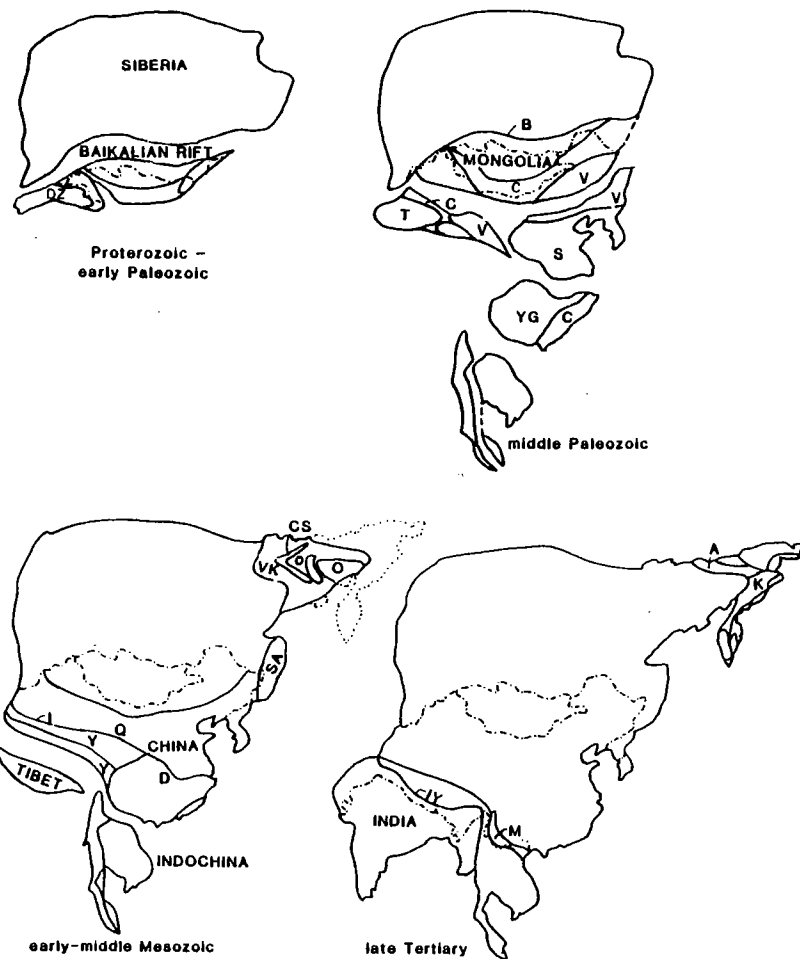 SIBERIA
BAIKALIAN RIFT
DZ
Proterozoic –
early Paleozoic
B
MONGOLIA
C
V
V
C
T
V
S
YG
C
middle Paleozoic
CS
VK
O
O
SA
I
Q
Y
CHINA
Y
TIBET
D
INDOCHINA
early-middle Mesozoic
A
K
IY
INDIA
M
late Tertiary